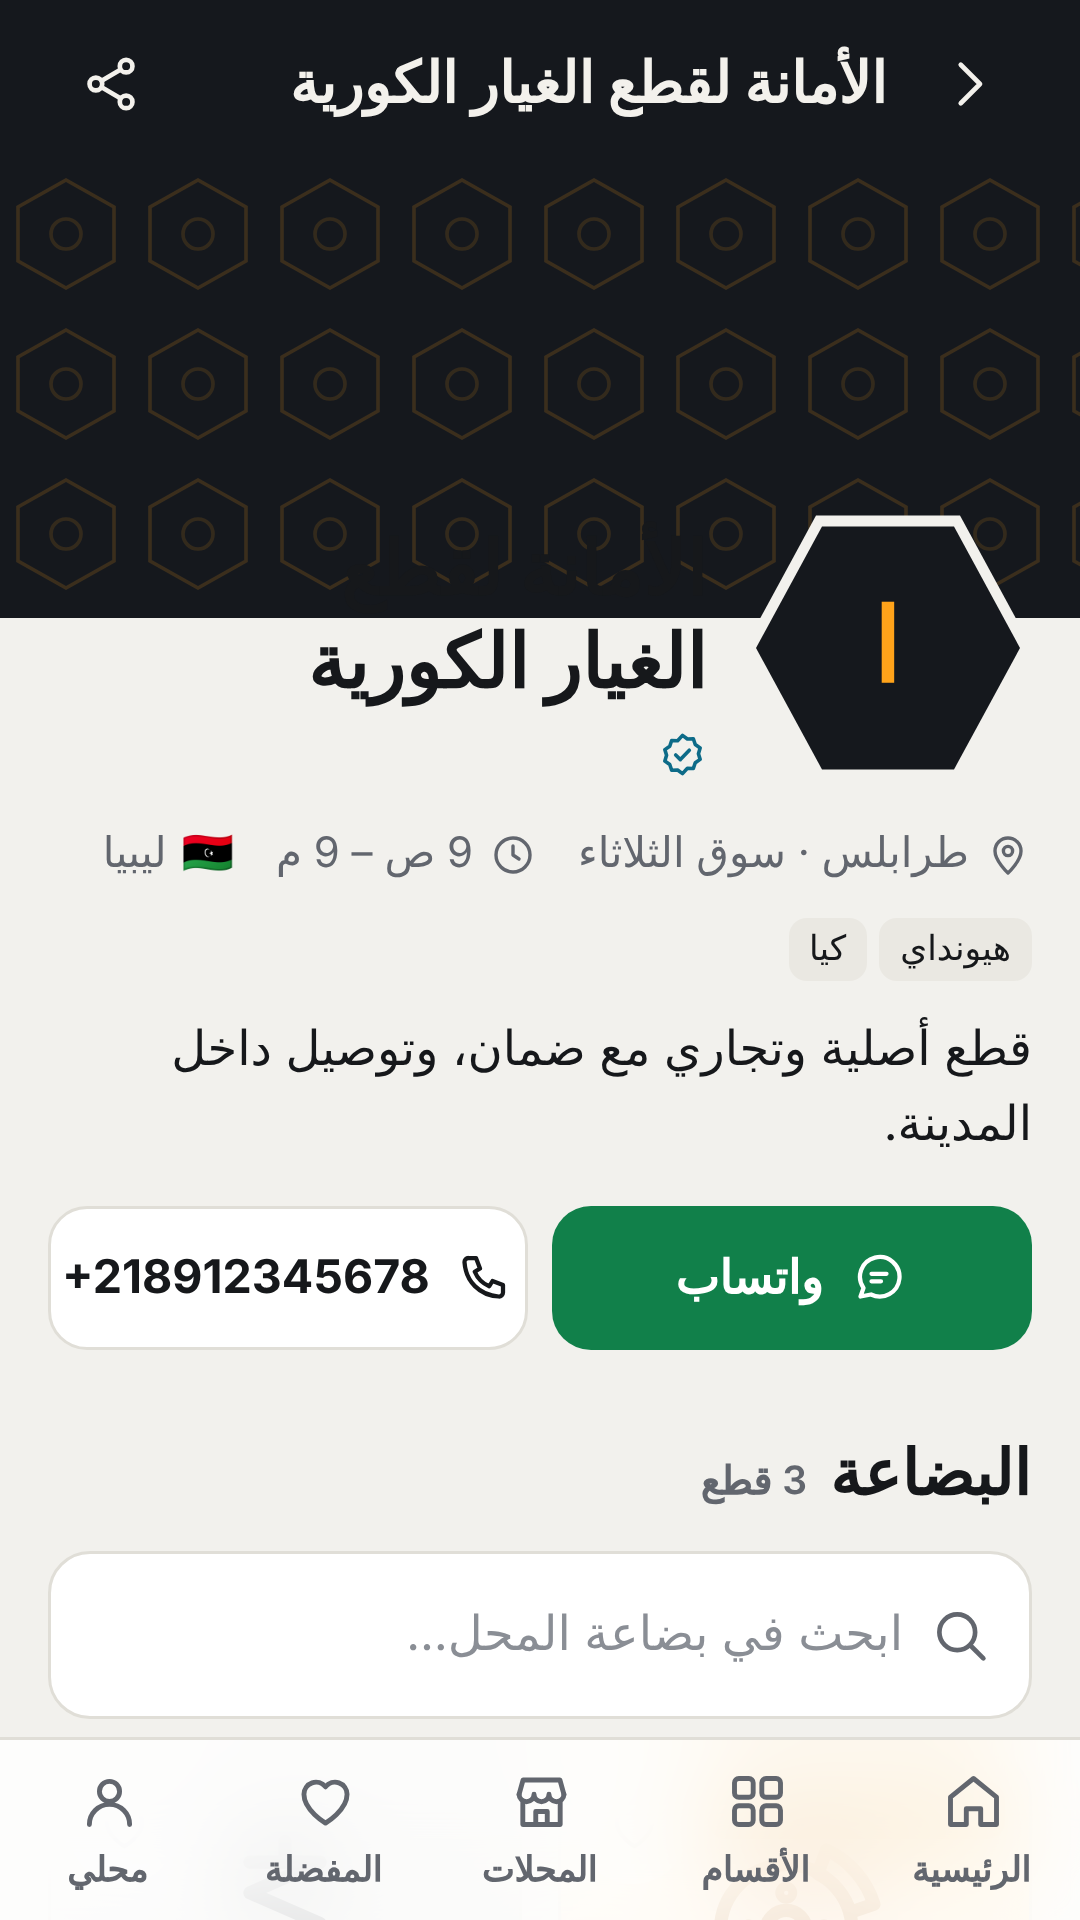 الأمانة لقطع الغيار الكورية
ا
الغيار الكورية
طرابلس · سوق الثلاثاء
9 ص – 9 م
ليبيا
هيونداي
كيا
قطع أصلية وتجاري مع ضمان، وتوصيل داخل
المدينة.
واتساب
+218912345678
البضاعة 3 قطع
ابحث في بضاعة المحل...
الرئيسية
الأقسام
المحلات
المفضلة
محلي